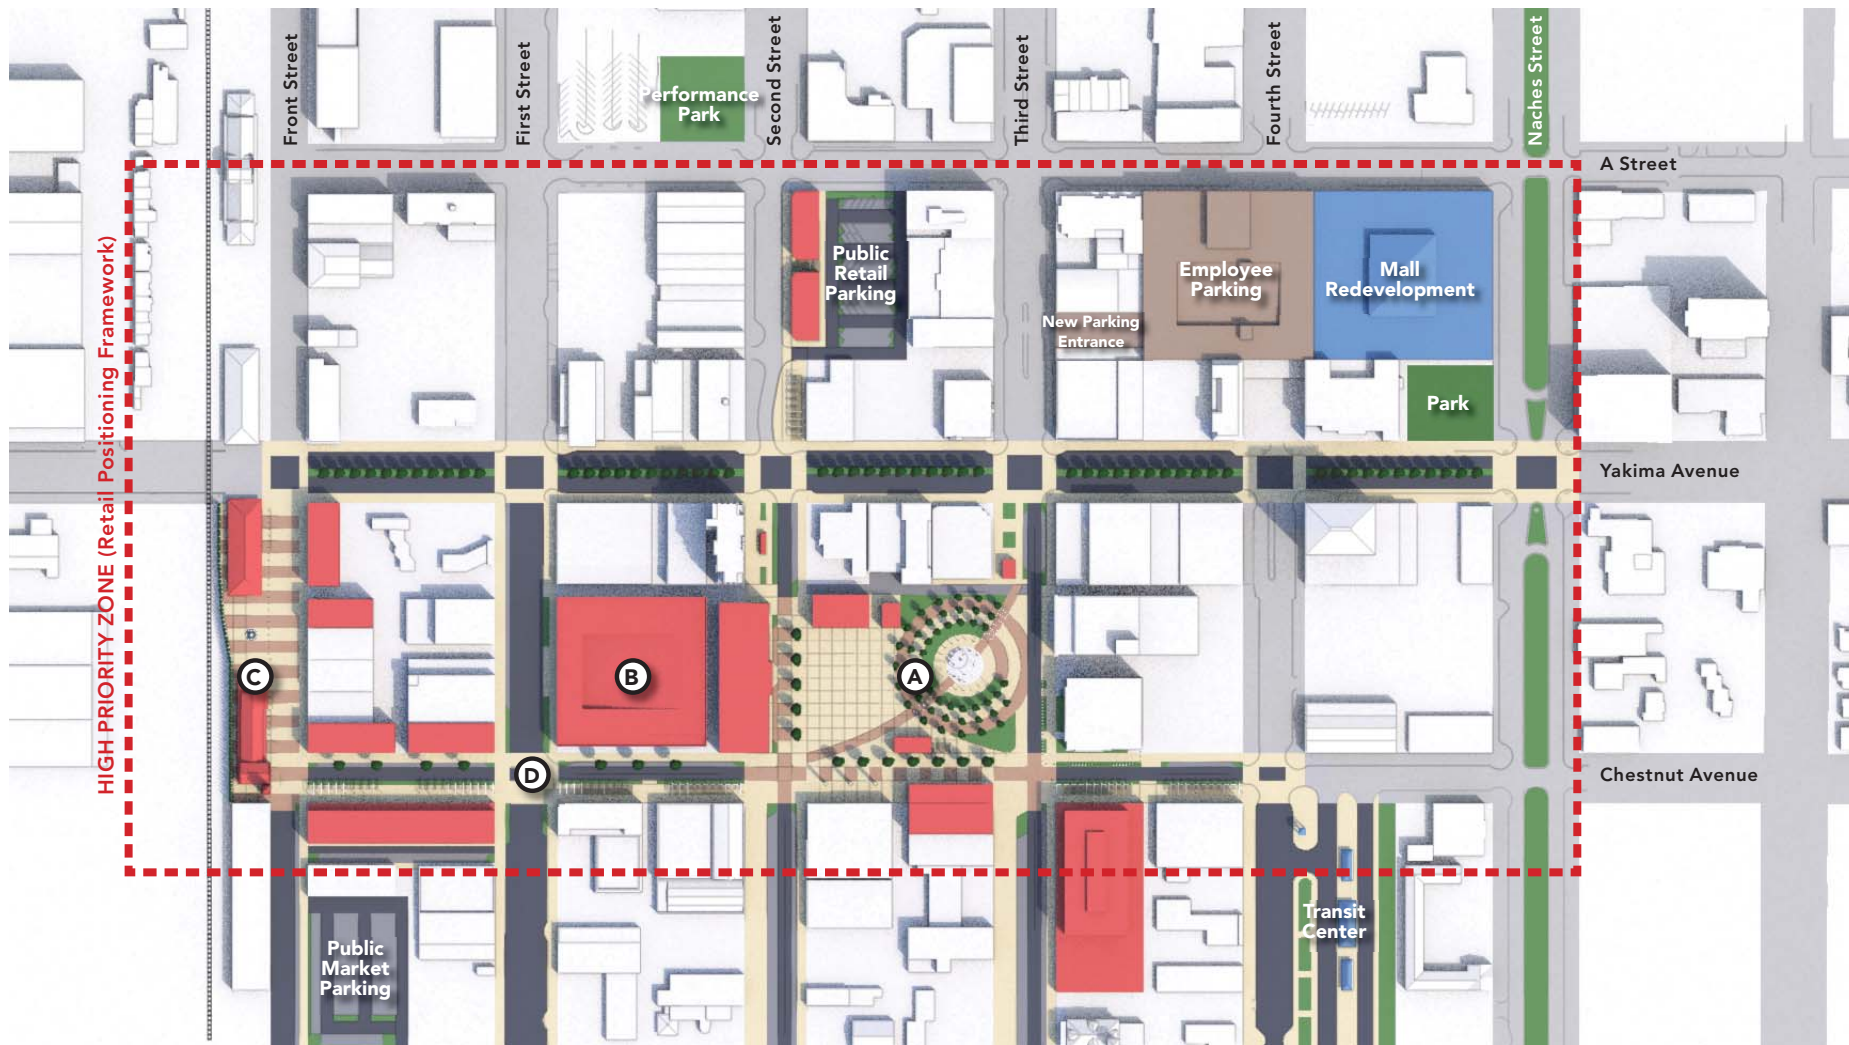 Front Street
First Street
Second Street
Third Street
Fourth Street
Naches Street
Performance
Park
A Street
HIGH PRIORITY ZONE (Retail Positioning Framework)
Public
Retail
Parking
Employee
Parking
Mall
Redevelopment
New Parking
Entrance
Park
Yakima Avenue
C
B
A
D
Chestnut Avenue
Transit
Center
Public
Market
Parking